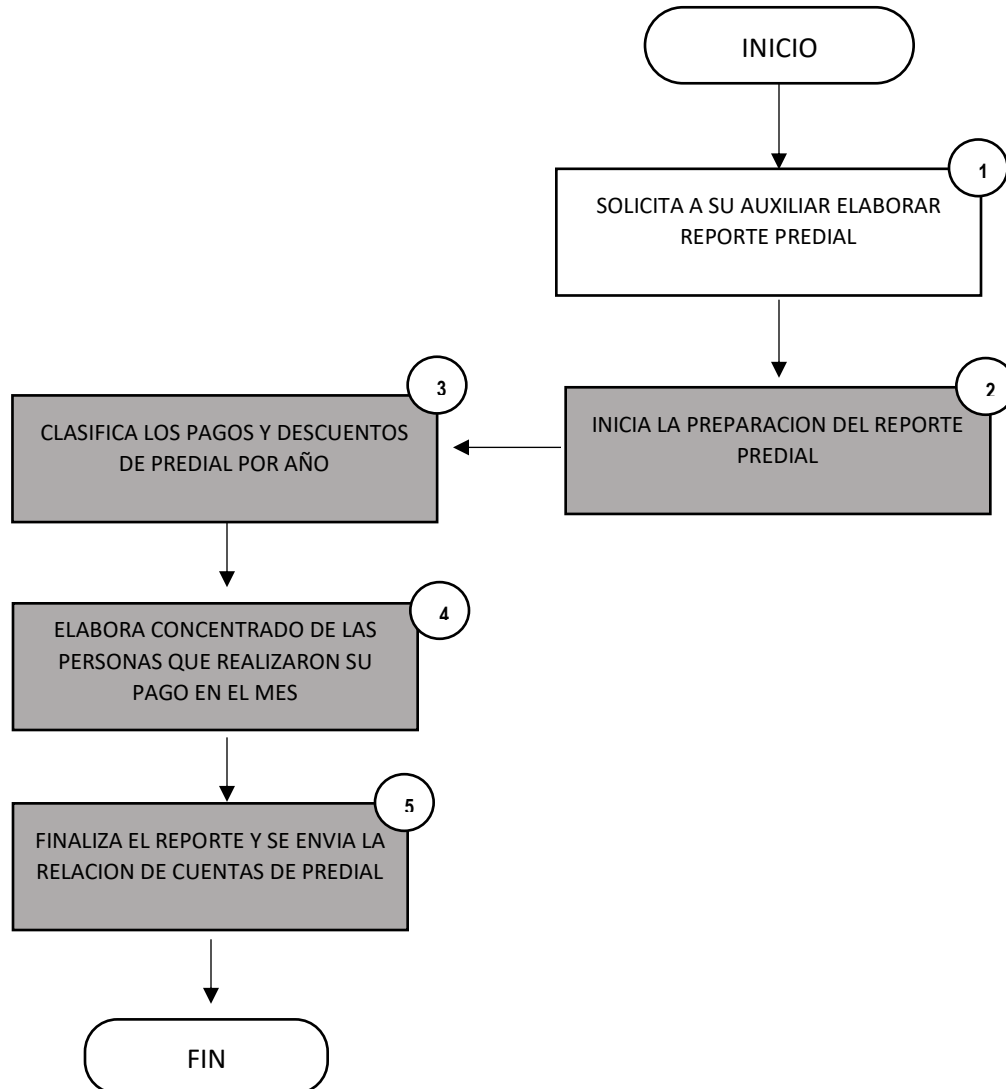 INICIO
1
SOLICITA A SU AUXILIAR ELABORAR
REPORTE PREDIAL
2
INICIA LA PREPARACION DEL REPORTE
PREDIAL
3
CLASIFICA LOS PAGOS Y DESCUENTOS
DE PREDIAL POR AÑO
4
ELABORA CONCENTRADO DE LAS
PERSONAS QUE REALIZARON SU
PAGO EN EL MES
5
FINALIZA EL REPORTE Y SE ENVIA LA
RELACION DE CUENTAS DE PREDIAL
FIN